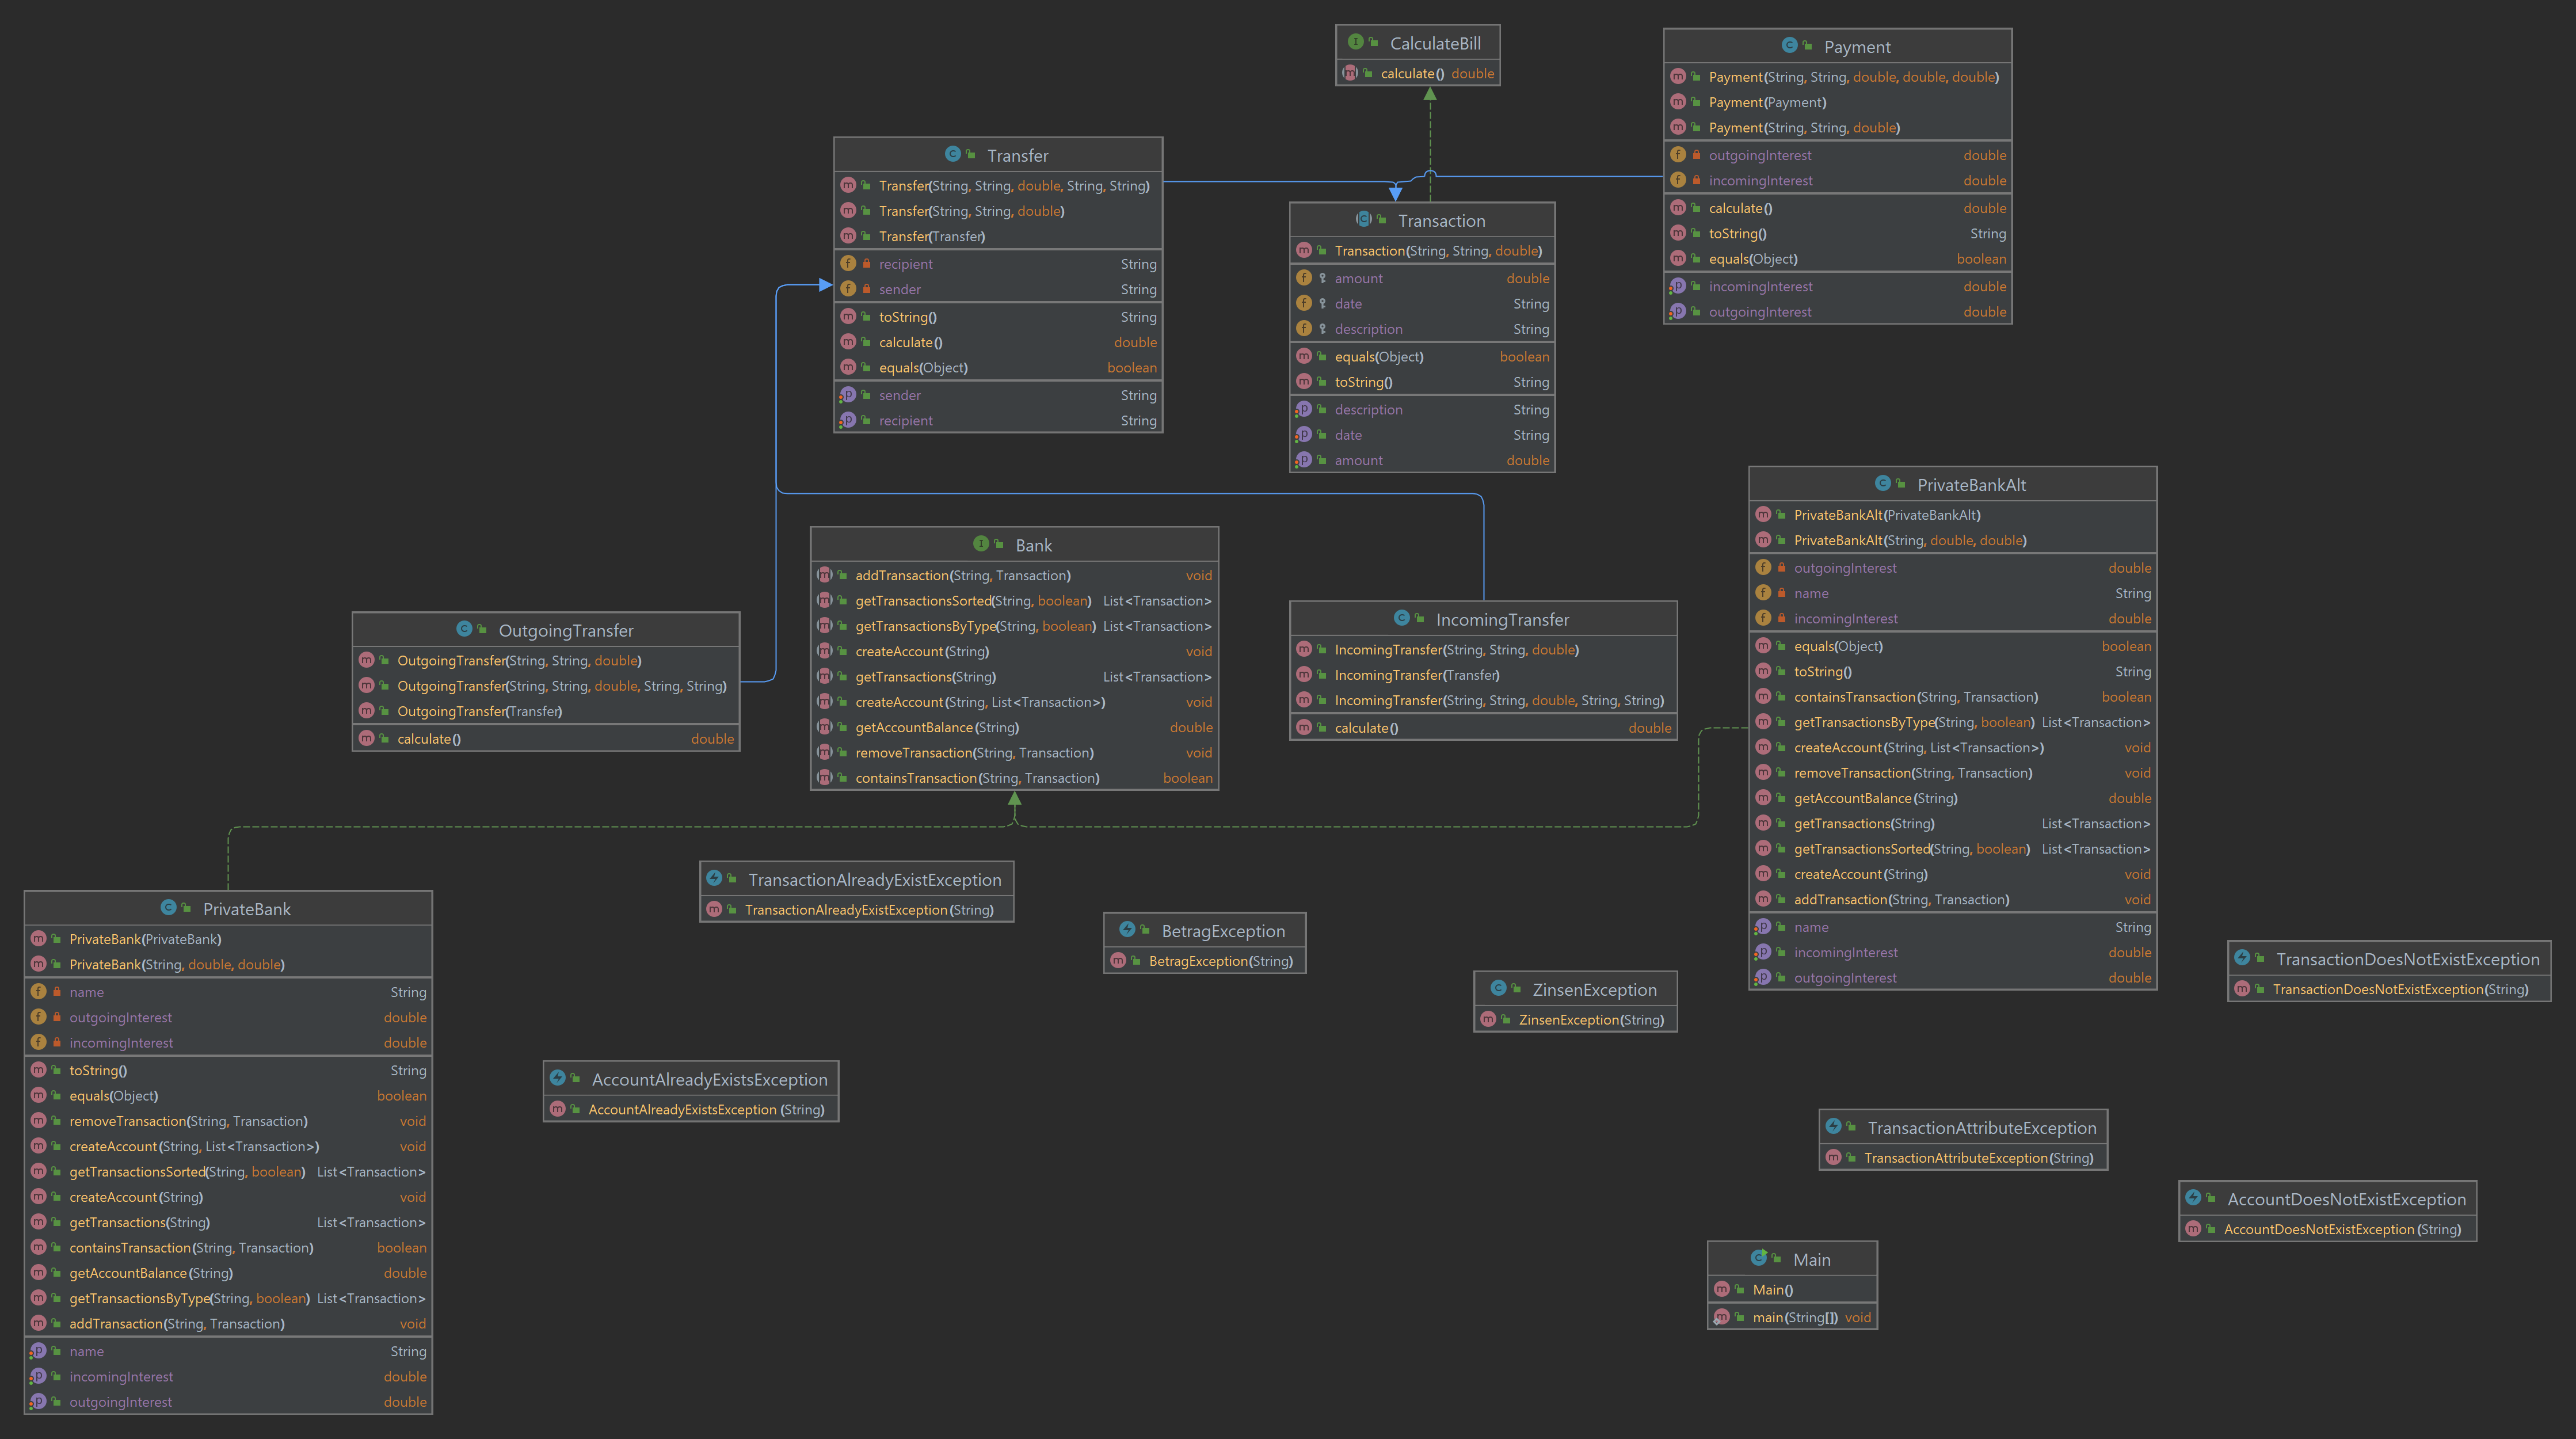 CalculateBill
calculate() double
Payment
Payment(String, String, double, double, double)
Payment(Payment)
Payment(String, String, double)
outgoingInterest double
incomingInterest double
calculate() double
toString() String
equals(Object) boolean
incomingInterest double
outgoingInterest double
Transfer
Transfer(String, String, double, String, String)
Transfer(String, String, double)
Transfer(Transfer)
recipient String
sender String
toString() String
calculate() double
equals(Object) boolean
sender String
recipient String
Transaction
Transaction(String, String, double)
amount double
date String
description String
equals(Object) boolean
toString() String
description String
date String
amount double
PrivateBankAlt
PrivateBankAlt(PrivateBankAlt)
PrivateBankAlt(String, double, double)
outgoingInterest double
name String
incomingInterest double
equals(Object) boolean
toString() String
containsTransaction(String, Transaction) boolean
getTransactionsByType(String, boolean) List<Transaction>
createAccount(String, List<Transaction>) void
removeTransaction(String, Transaction) void
getAccountBalance(String) double
getTransactions(String) List<Transaction>
getTransactionsSorted(String, boolean) List<Transaction>
createAccount(String) void
addTransaction(String, Transaction) void
name String
incomingInterest double
outgoingInterest double
Bank
addTransaction(String, Transaction) void
getTransactionsSorted(String, boolean) List<Transaction>
getTransactionsByType(String, boolean) List<Transaction>
createAccount(String) void
getTransactions(String) List<Transaction>
createAccount(String, List<Transaction>) void
getAccountBalance(String) double
removeTransaction(String, Transaction) void
containsTransaction(String, Transaction) boolean
IncomingTransfer
IncomingTransfer(String, String, double)
IncomingTransfer(Transfer)
IncomingTransfer(String, String, double, String, String)
calculate() double
OutgoingTransfer
OutgoingTransfer(String, String, double)
OutgoingTransfer(String, String, double, String, String)
OutgoingTransfer(Transfer)
calculate() double
TransactionAlreadyExistException
TransactionAlreadyExistException(String)
PrivateBank
PrivateBank(PrivateBank)
PrivateBank(String, double, double)
name String
outgoingInterest double
incomingInterest double
toString() String
equals(Object) boolean
removeTransaction(String, Transaction) void
createAccount(String, List<Transaction>) void
getTransactionsSorted(String, boolean) List<Transaction>
createAccount(String) void
getTransactions(String) List<Transaction>
containsTransaction(String, Transaction) boolean
getAccountBalance(String) double
getTransactionsByType(String, boolean) List<Transaction>
addTransaction(String, Transaction) void
name String
incomingInterest double
outgoingInterest double
BetragException
BetragException(String)
TransactionDoesNotExistException
TransactionDoesNotExistException(String)
ZinsenException
ZinsenException(String)
AccountAlreadyExistsException
AccountAlreadyExistsException(String)
TransactionAttributeException
TransactionAttributeException(String)
AccountDoesNotExistException
AccountDoesNotExistException(String)
Main
Main()
main(String[]) void